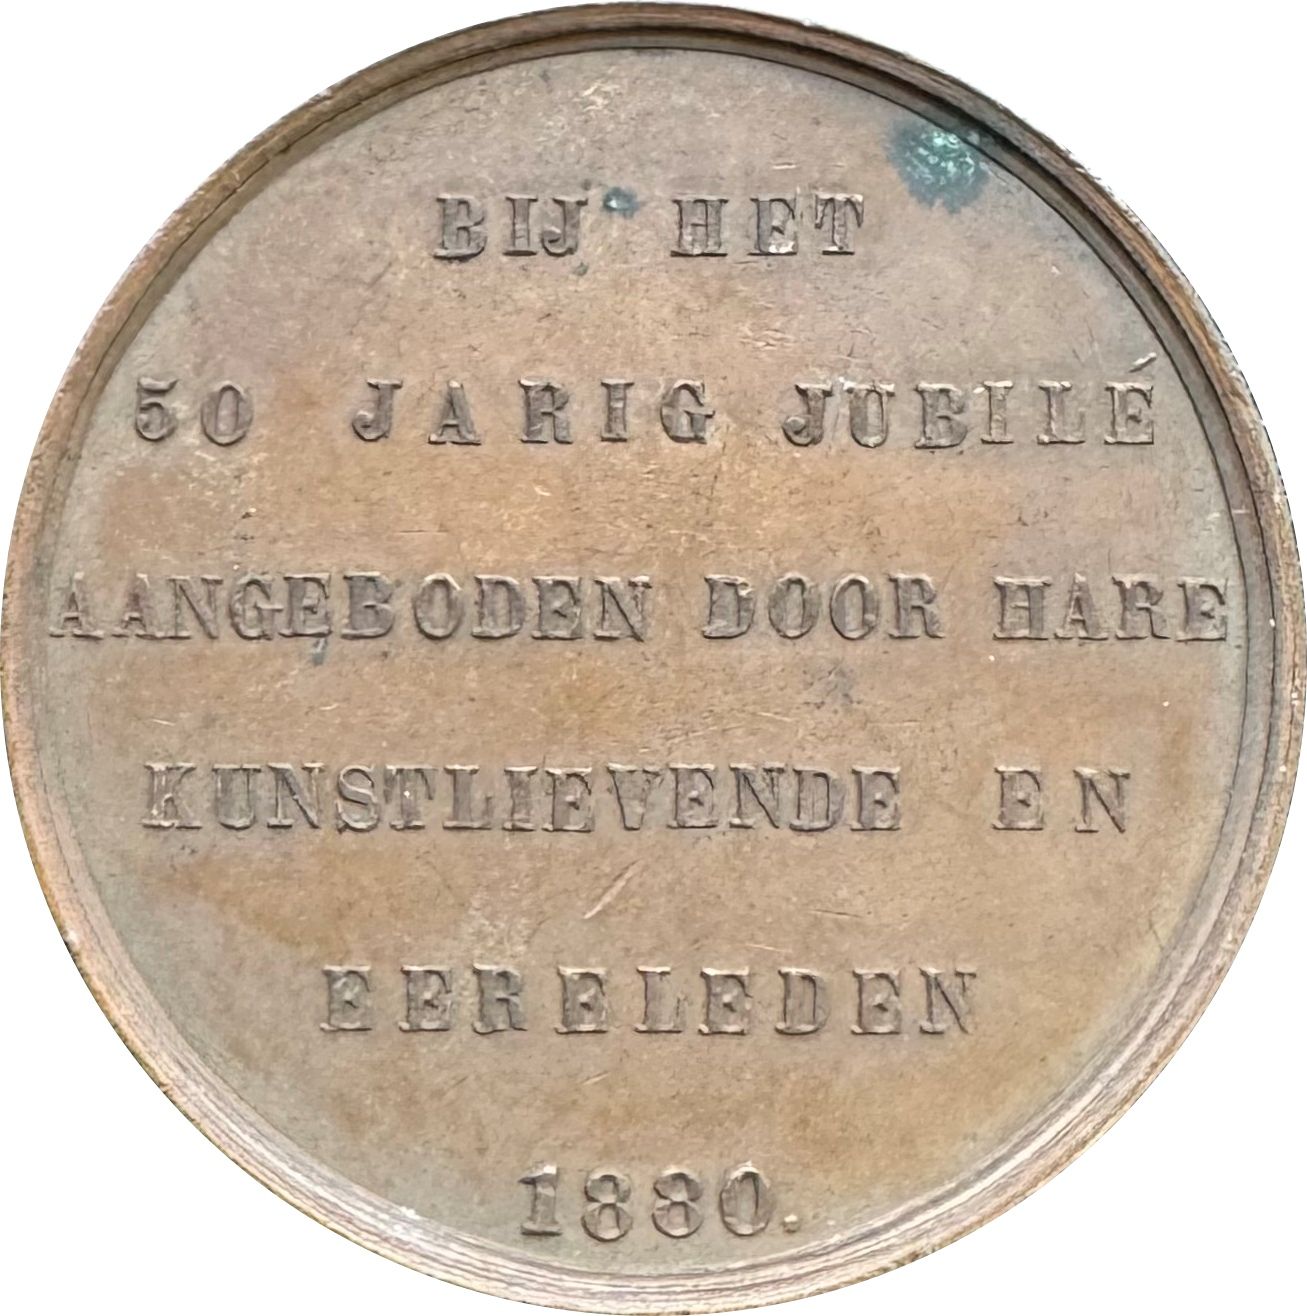 BIJ HET
50 JARIG JUBILÉ
AANGEBODEN DOOR HARE
KUNSTLIEVENDE EN
EERELEDEN
1880.